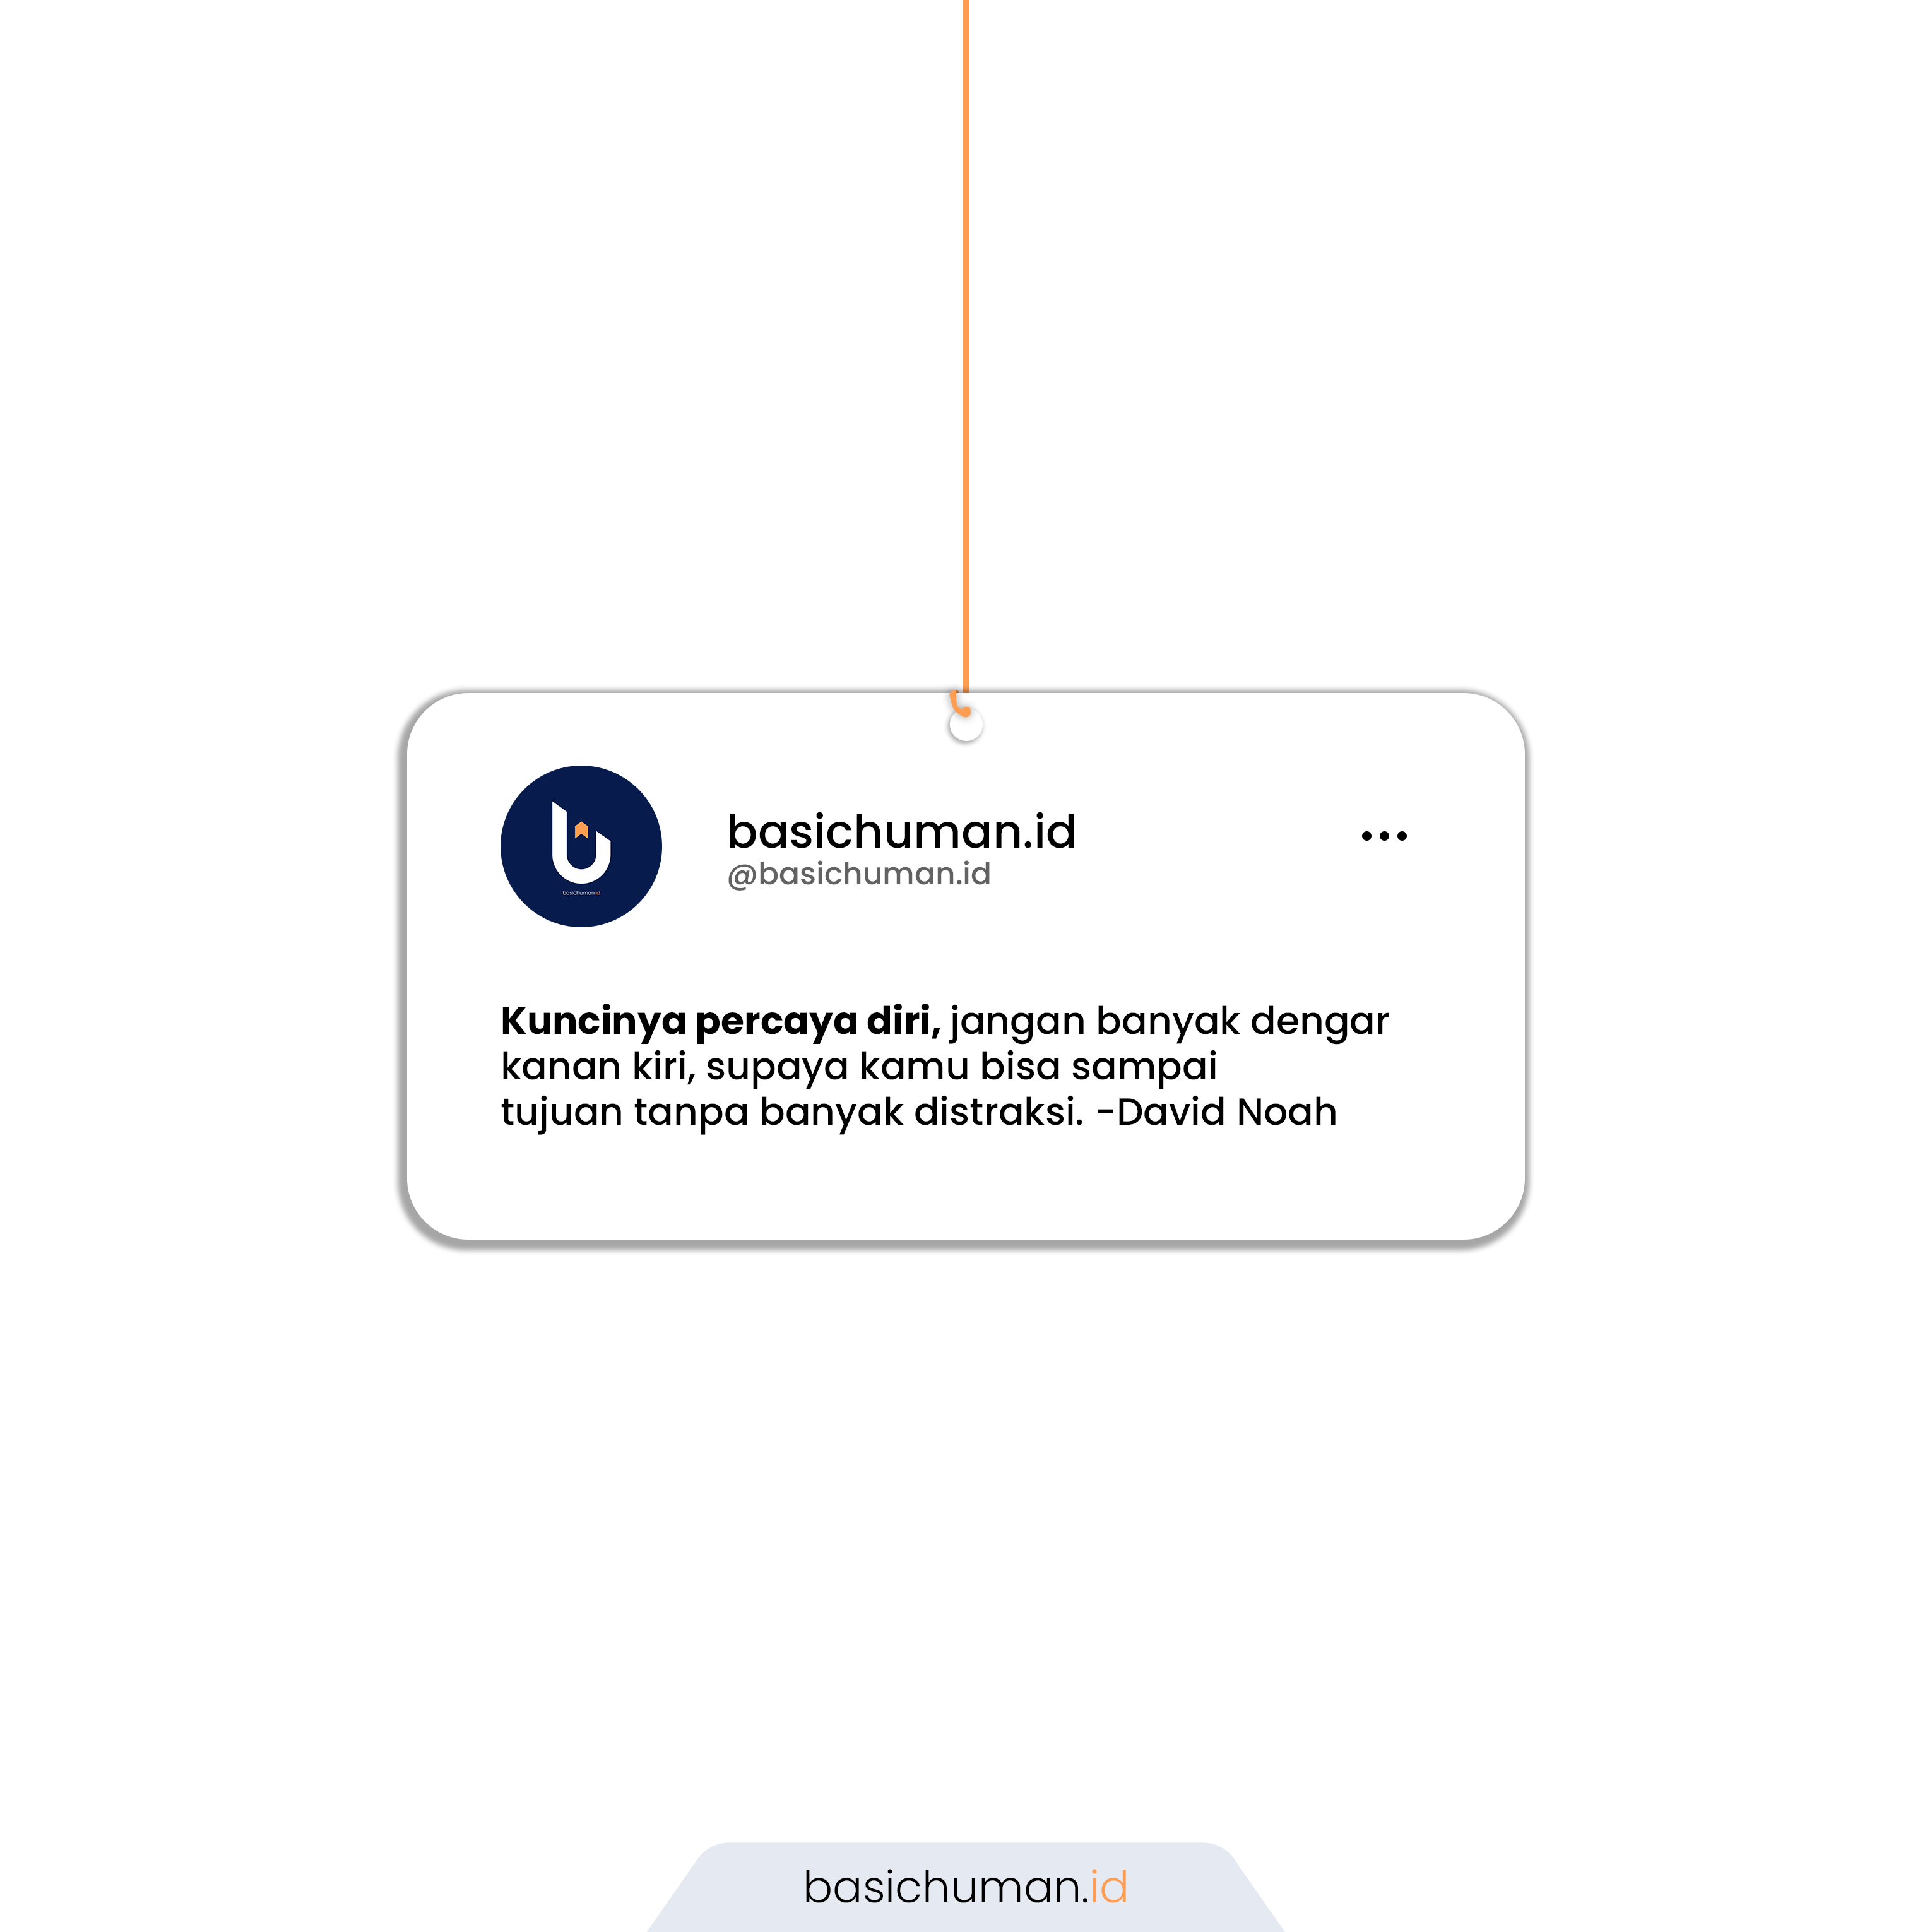 basichuman.id
basichuman.id
@basichuman.id
Kuncinya percaya diri, jangan banyak dengar
kanan kiri, supaya kamu bisa sampai
tujuan tanpa banyak distraksi. -David Noah
basichuman.id